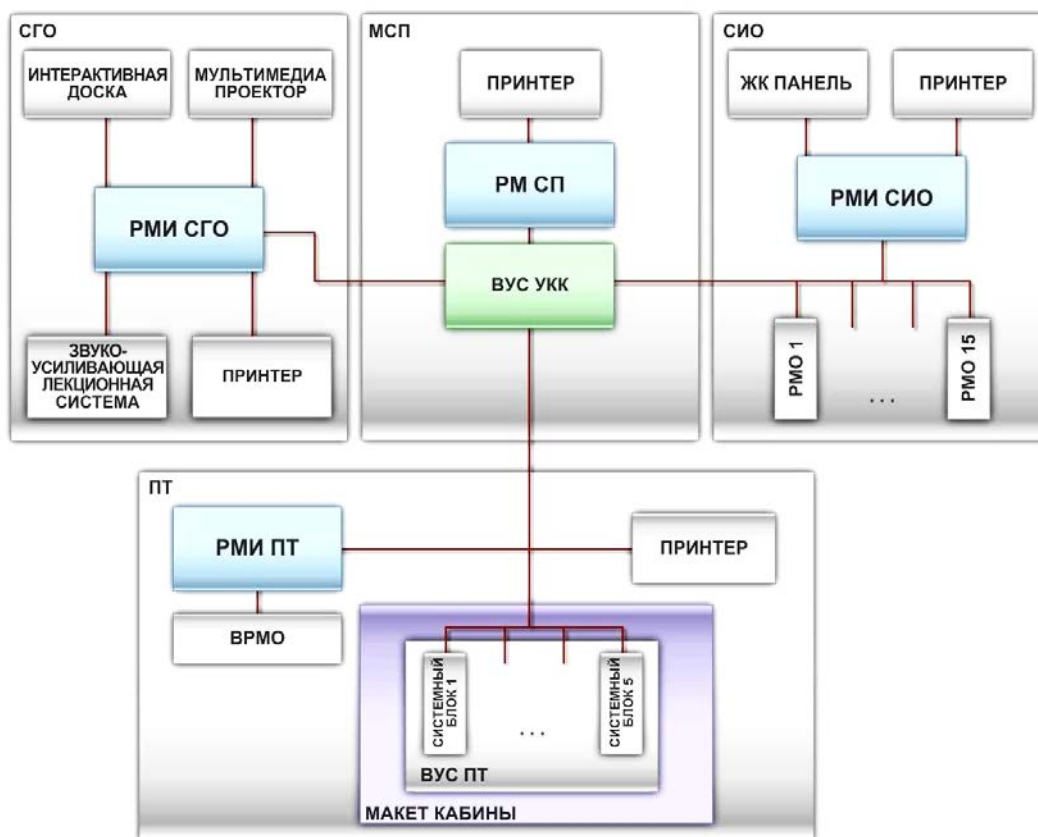 СГО
ИНТЕРАКТИВНАЯ
ДОСКА
МУЛЬТИМЕДИА
ПРОЕКТОР
РМИ СГО
ЗВУКО-
УСИЛИВАЮЩАЯ
ЛЕКЦИОННАЯ
СИСТЕМА
ПРИНТЕР
МСП
ПРИНТЕР
РМ СП
ВУС УКК
СИО
ЖК ПАНЕЛЬ
ПРИНТЕР
РМИ СИО
РМО 1
...
РМО 15
ПТ
РМИ ПТ
ПРИНТЕР
ВРМО
СИСТЕМНЫЙ
БЛОК 1
...
СИСТЕМНЫЙ
БЛОК 5
ВУС ПТ
МАКЕТ КАБИНЫ